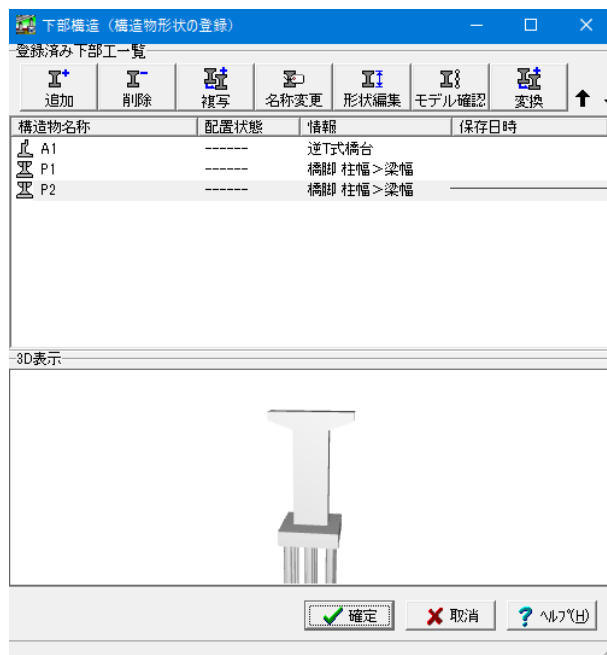 下部構造（構造物形状の登録）
登録済み下部工一覧
追加 削除 複写 名称変更 形状編集 モデル確認 変換
構造物名称 配置状態 情報 保存日時
A1 ------ 逆T式橋台
P1 ------ 橋脚 柱幅＞梁幅
P2 ------ 橋脚 柱幅＞梁幅
3D表示
確定 取消 ヘルプ(H)